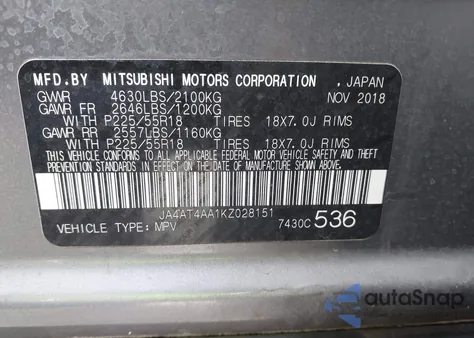 MFD.BY MITSUBISHI MOTORS CORPORATION , JAPAN
GVWR 4630LBS/2100KG NOV 2018
GAWR FR 2646LBS/1200KG
WITH P225/55R18 TIRES 18X7.0J RIMS
GAWR RR 2557LBS/1160KG
WITH P225/55R18 TIRES 18X7.0J RIMS
THIS VEHICLE CONFORMS TO ALL APPLICABLE FEDERAL MOTOR VEHICLE SAFETY
AND THEFT PREVENTION STANDARDS IN EFFECT ON THE DATE OF MANUFACTURE SHOWN ABOVE.
JA4AT4AA1KZ028151
VEHICLE TYPE: MPV 7430C 536
autoSnap